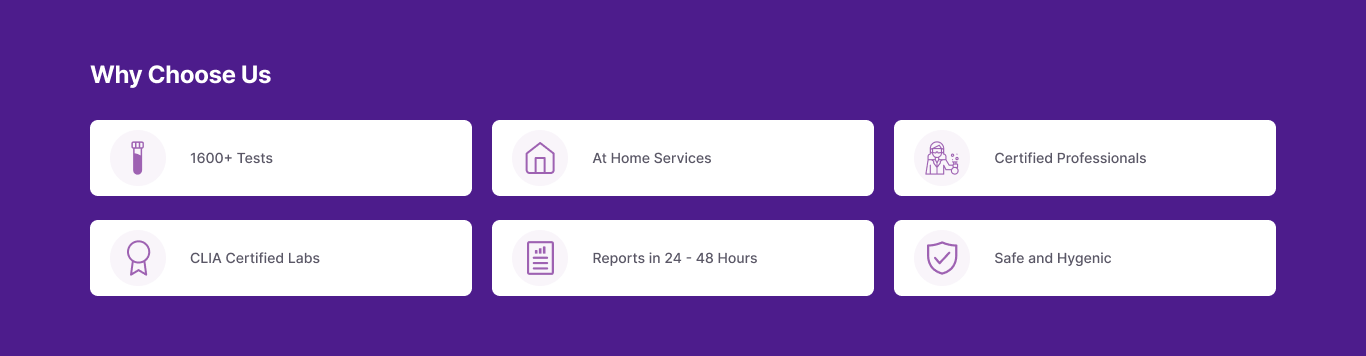 Why Choose Us
1600+ Tests
At Home Services
Certified Professionals
CLIA Certified Labs
Reports in 24 - 48 Hours
Safe and Hygenic